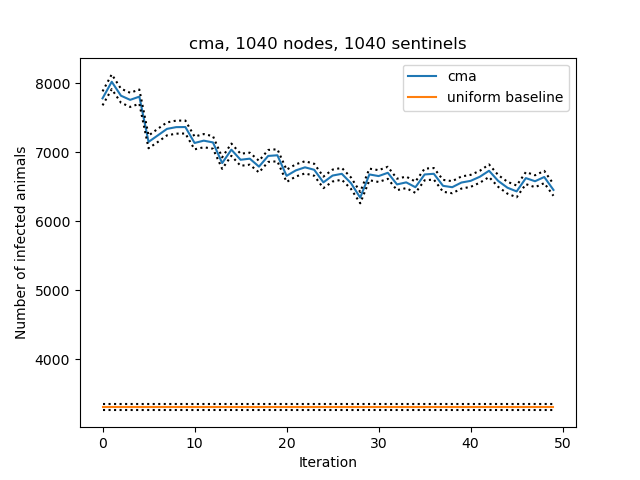 cma, 1040 nodes, 1040 sentinels
cma
uniform baseline
8000
7000
6000
5000
4000
Number of infected animals
0 10 20 30 40 50
Iteration